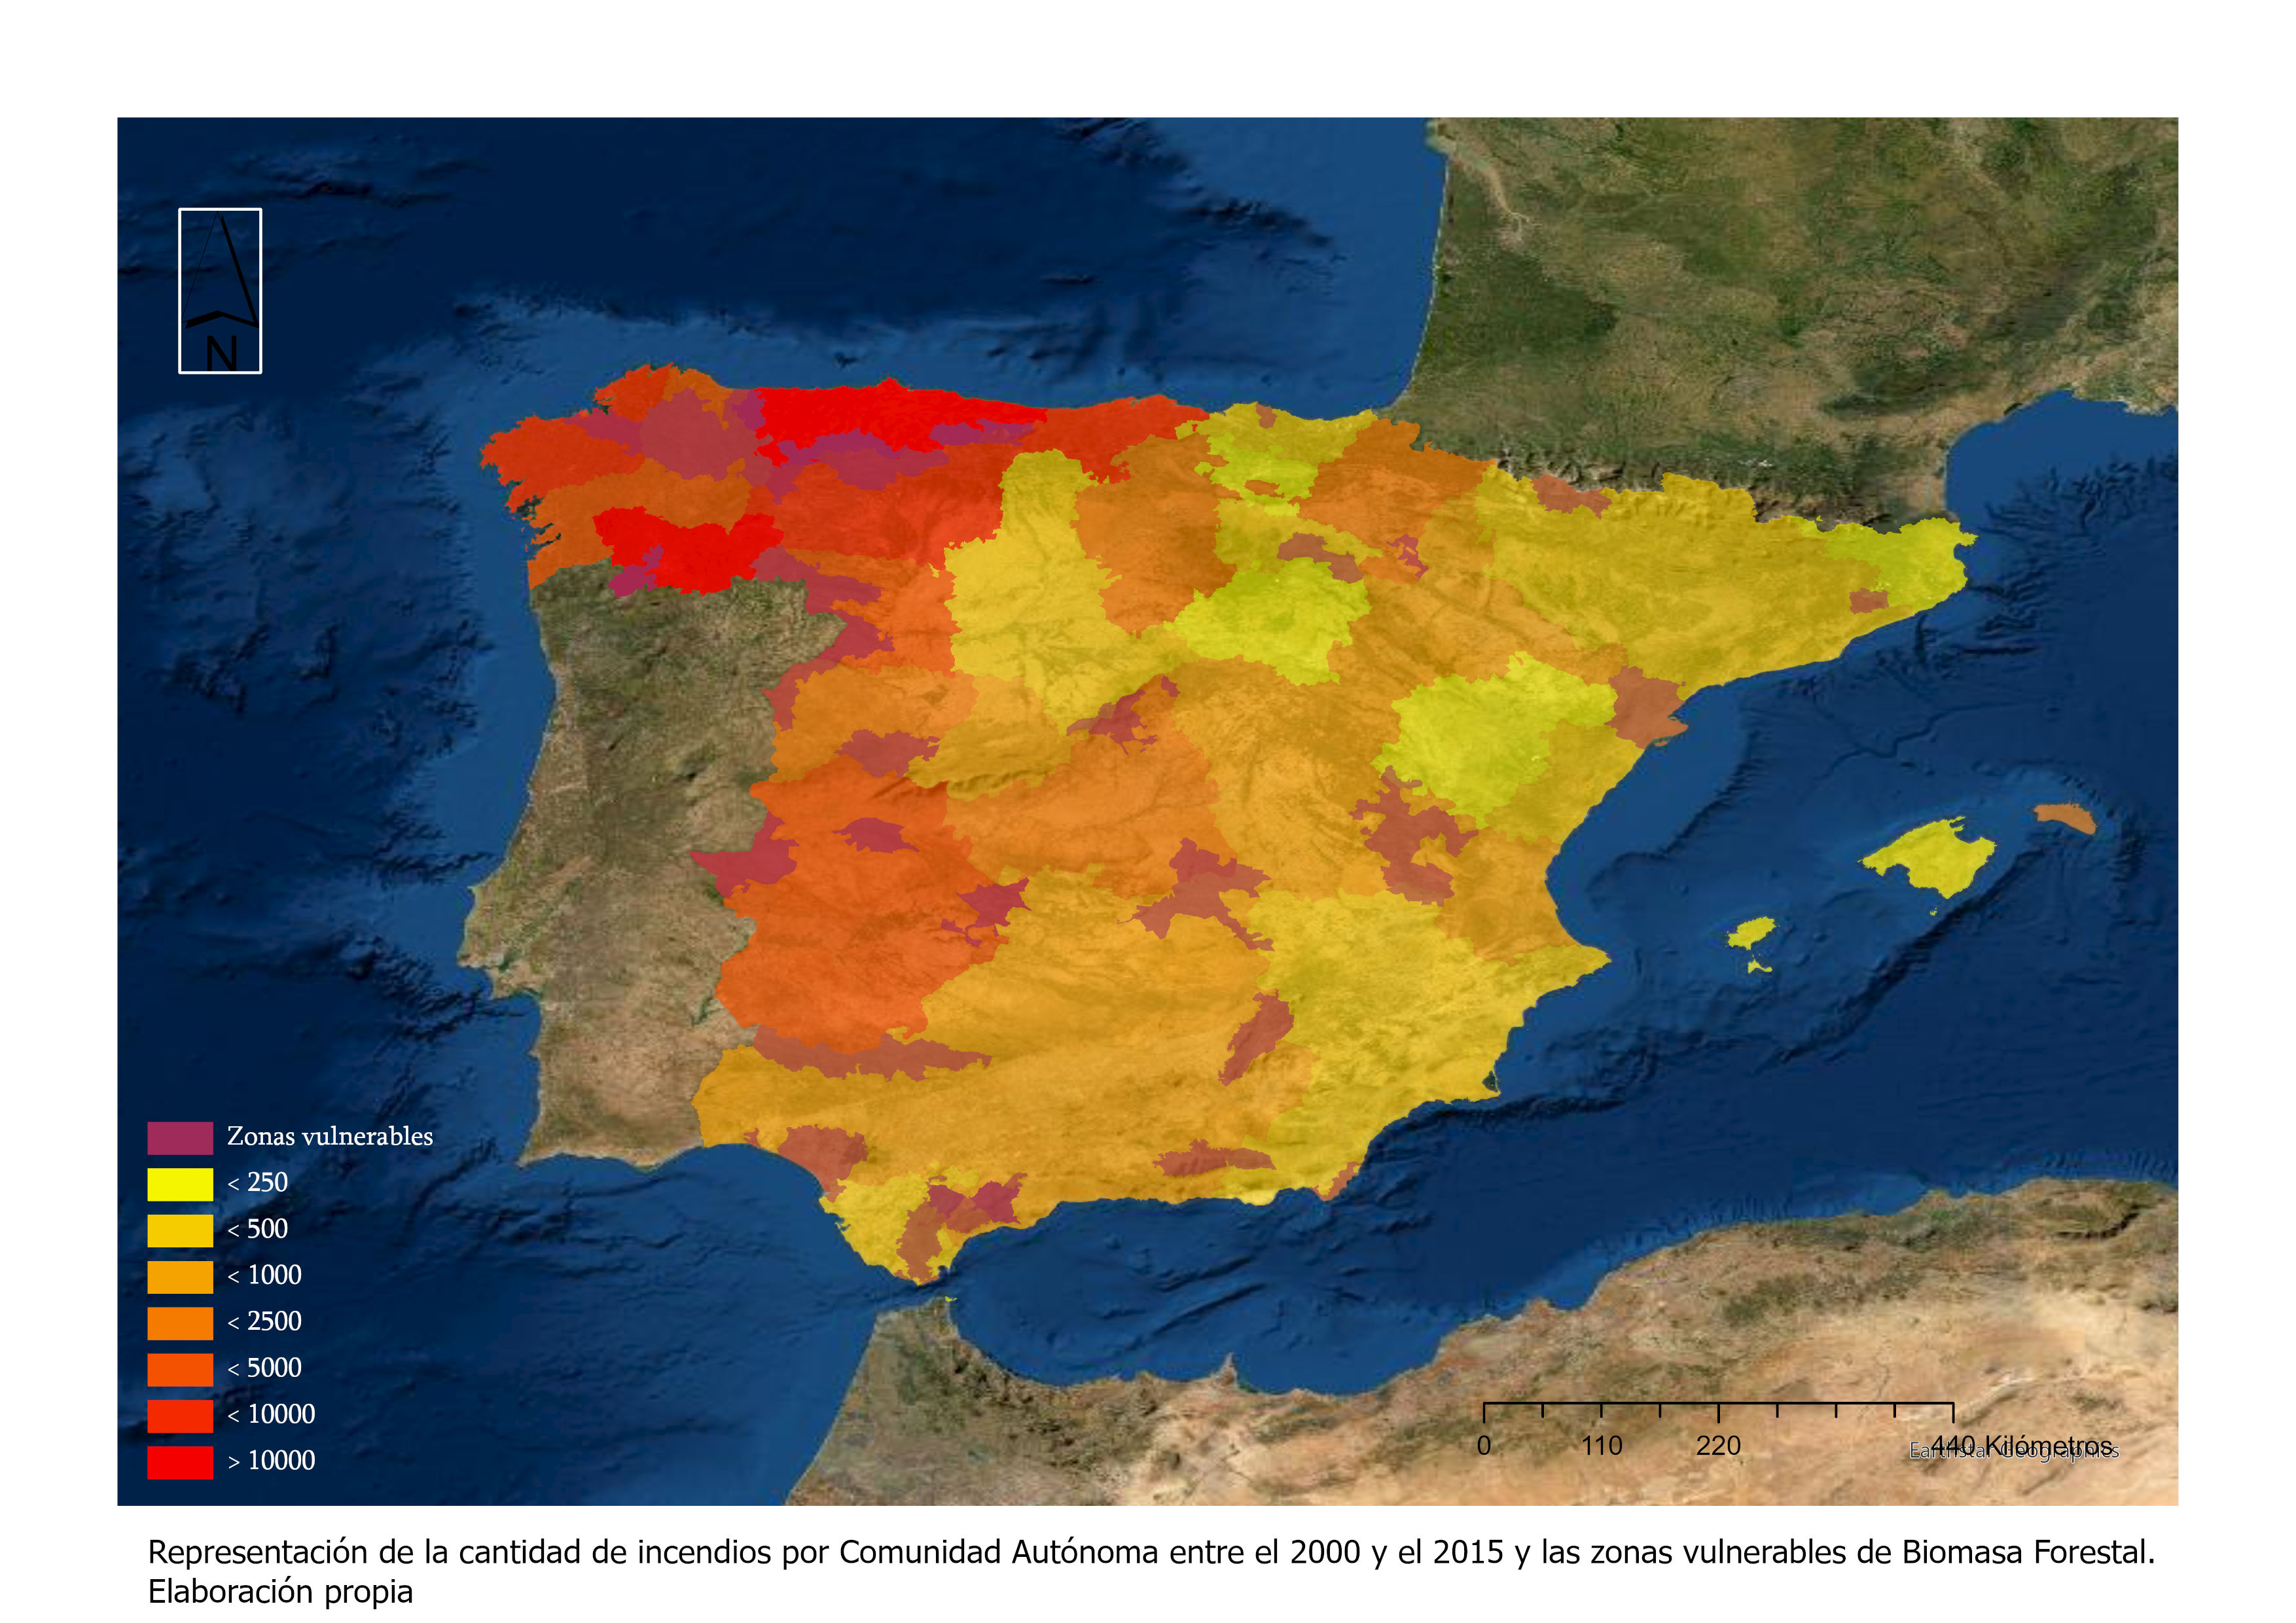 N
Zonas vulnerables
< 250
< 500
< 1000
< 2500
< 5000
< 10000
> 10000
0 110 220 440 Kilómetros
Earthstar Geographics
Representación de la cantidad de incendios por Comunidad Autónoma entre el 2000 y el 2015 y las zonas vulnerables de Biomasa Forestal.
Elaboración propia